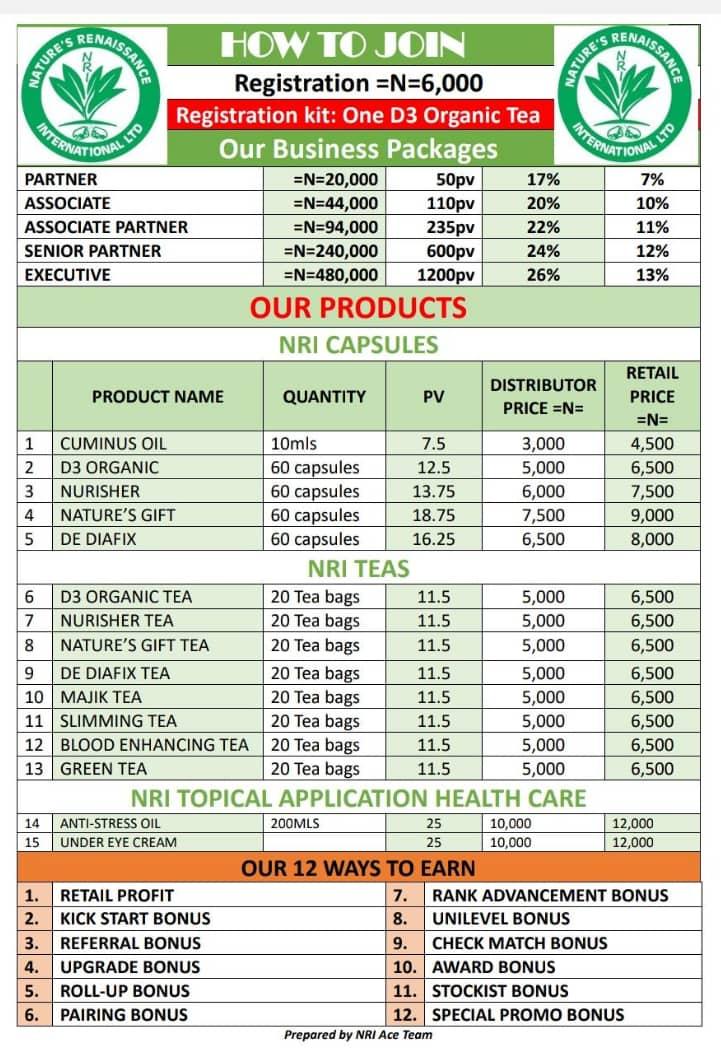 NATURE'S RENAISSANCE
NRI
INTERNATIONAL LTD
HOW TO JOIN
NATURE'S RENAISSANCE
NRI
INTERNATIONAL LTD
Registration =N=6,000
Registration kit: One D3 Organic Tea
Our Business Packages
PARTNER =N=20,000 50pv 17% 7%
ASSOCIATE =N=44,000 110pv 20% 10%
ASSOCIATE PARTNER =N=94,000 235pv 22% 11%
SENIOR PARTNER =N=240,000 600pv 24% 12%
EXECUTIVE =N=480,000 1200pv 26% 13%
OUR PRODUCTS
NRI CAPSULES
PRODUCT NAME QUANTITY PV DISTRIBUTOR PRICE =N= RETAIL PRICE =N=
1 CUMINUS OIL 10mls 7.5 3,000 4,500
2 D3 ORGANIC 60 capsules 12.5 5,000 6,500
3 NURISHER 60 capsules 13.75 6,000 7,500
4 NATURE'S GIFT 60 capsules 18.75 7,500 9,000
5 DE DIAFIX 60 capsules 16.25 6,500 8,000
NRI TEAS
6 D3 ORGANIC TEA 20 Tea bags 11.5 5,000 6,500
7 NURISHER TEA 20 Tea bags 11.5 5,000 6,500
8 NATURE'S GIFT TEA 20 Tea bags 11.5 5,000 6,500
9 DE DIAFIX TEA 20 Tea bags 11.5 5,000 6,500
10 MAJIK TEA 20 Tea bags 11.5 5,000 6,500
11 SLIMMING TEA 20 Tea bags 11.5 5,000 6,500
12 BLOOD ENHANCING TEA 20 Tea bags 11.5 5,000 6,500
13 GREEN TEA 20 Tea bags 11.5 5,000 6,500
NRI TOPICAL APPLICATION HEALTH CARE
14 ANTI-STRESS OIL 200MLS 25 10,000 12,000
15 UNDER EYE CREAM 25 10,000 12,000
OUR 12 WAYS TO EARN
1. RETAIL PROFIT 7. RANK ADVANCEMENT BONUS
2. KICK START BONUS 8. UNILEVEL BONUS
3. REFERRAL BONUS 9. CHECK MATCH BONUS
4. UPGRADE BONUS 10. AWARD BONUS
5. ROLL-UP BONUS 11. STOCKIST BONUS
6. PAIRING BONUS 12. SPECIAL PROMO BONUS
Prepared by NRI Ace Team